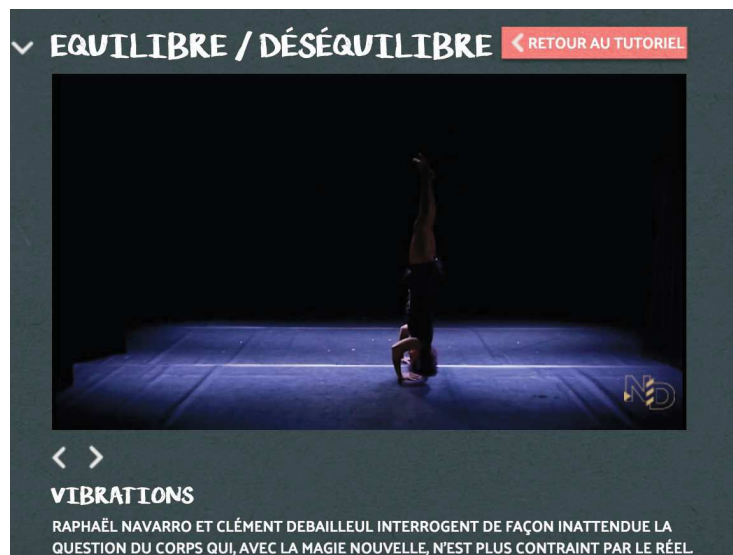 EQUILIBRE / DÉSÉQUILIBRE
RETOUR AU TUTORIEL
ND
VIBRATIONS
RAPHAËL NAVARRO ET CLÉMENT DEBAILLEUL INTERROGENT DE FAÇON INATTENDUE LA
QUESTION DU CORPS QUI, AVEC LA MAGIE NOUVELLE, N'EST PLUS CONTRAINT PAR LE RÉEL.